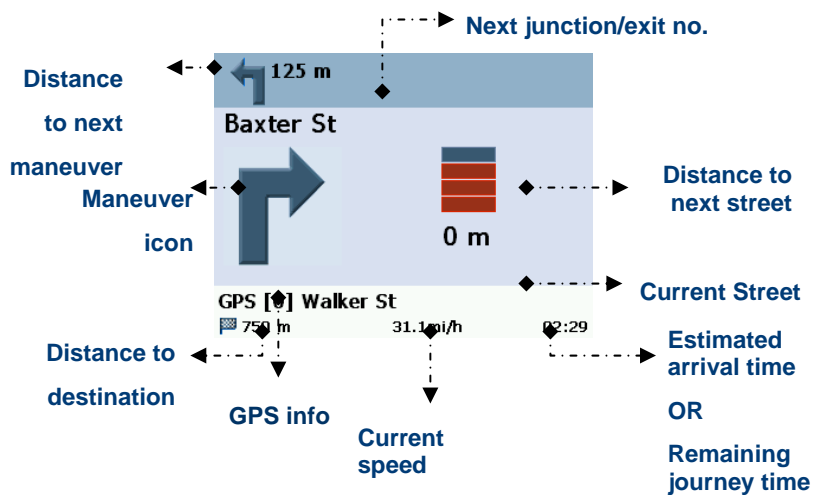 Next junction/exit no.
Distance
to next
maneuver
125 m
Baxter St
Maneuver
icon
0 m
Distance to
next street
GPS [ ] Walker St
Current Street
m
31.1mi/h
02:29
Distance to
destination
GPS info
Current
speed
Estimated
arrival time
OR
Remaining
journey time